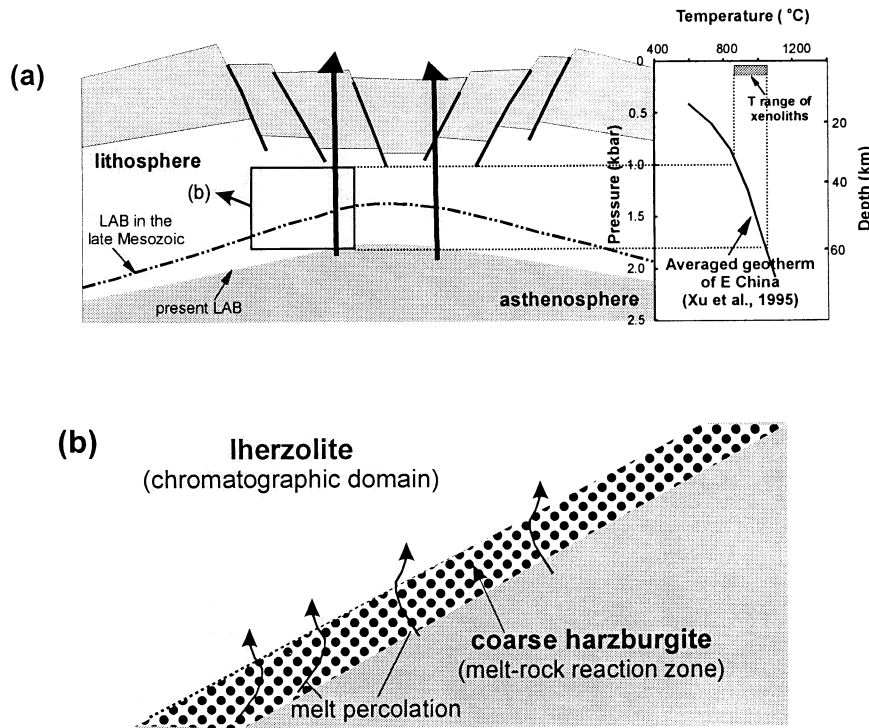 (a)
Temperature ( °C)
400 800 1200
0
0.5
1.0
1.5
2.0
2.5
Pressure (kbar)
20
40
60
Depth (km)
T range of
xenoliths
Averaged geotherm
of E China
(Xu et al., 1995)
lithosphere
(b)
LAB in the
late Mesozoic
present LAB
asthenosphere
(b)
lherzolite
(chromatographic domain)
coarse harzburgite
(melt-rock reaction zone)
melt percolation